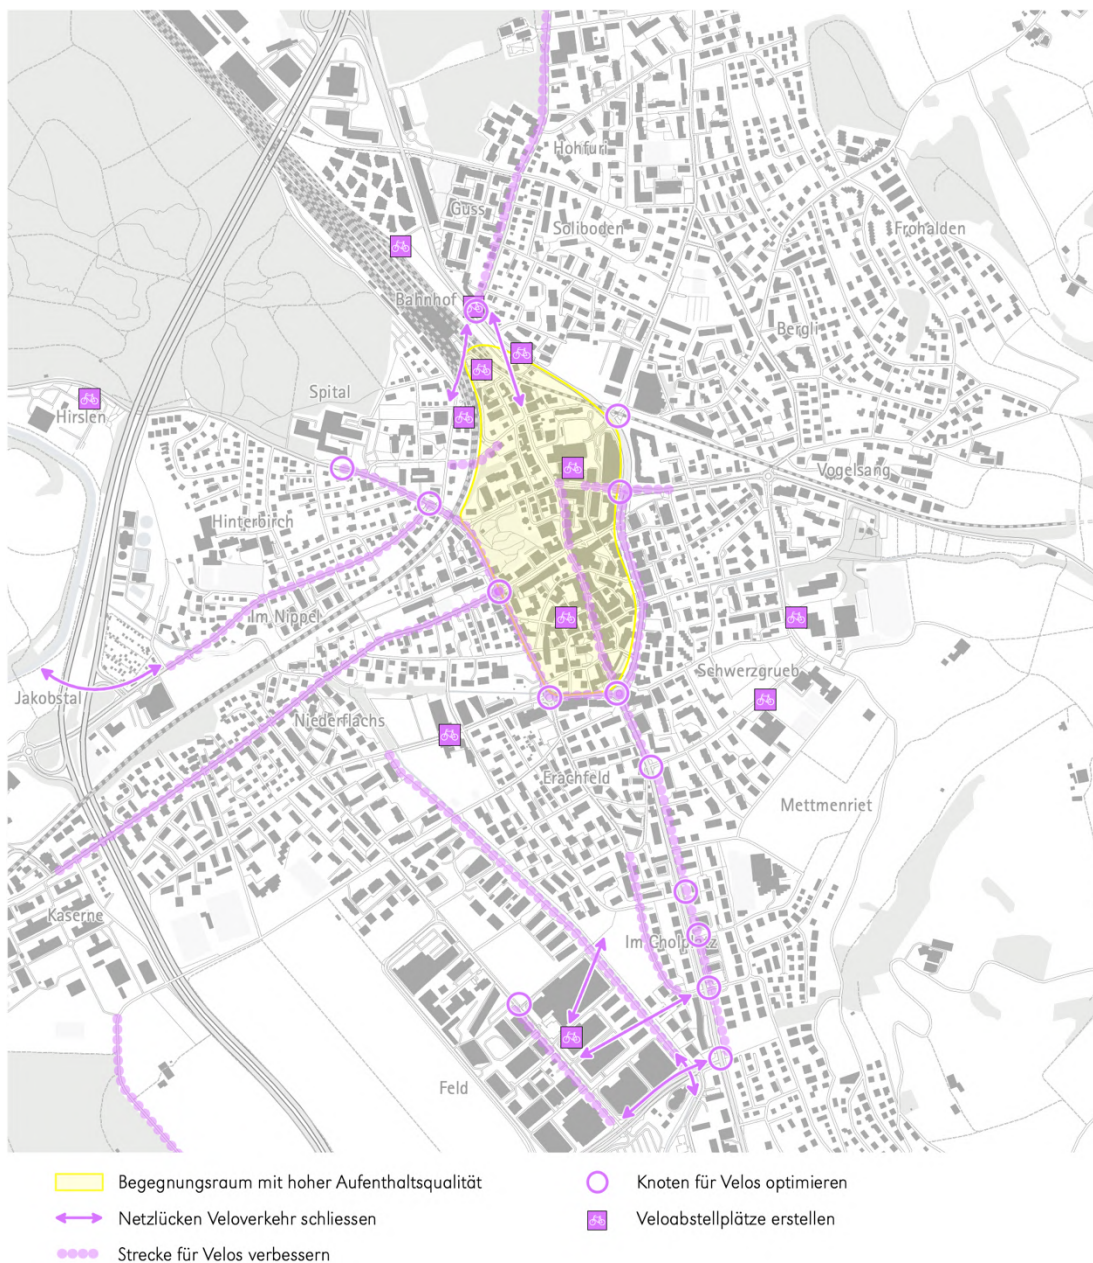 Hohfuri
Guss
Soliboden
Frohalden
Bahnhof
Bergli
Spital
Hirslen
Vogelsang
Hinterbirch
Im Nippel
Schwerzgrueb
Jakobstal
Niederflachs
Erachfeld
Mettmenriet
Kaserne
Im Cholplatz
Feld
Begegnungsraum mit hoher Aufenthaltsqualität
Netzlücken Veloverkehr schliessen
Strecke für Velos verbessern
Knoten für Velos optimieren
Veloabstellplätze erstellen